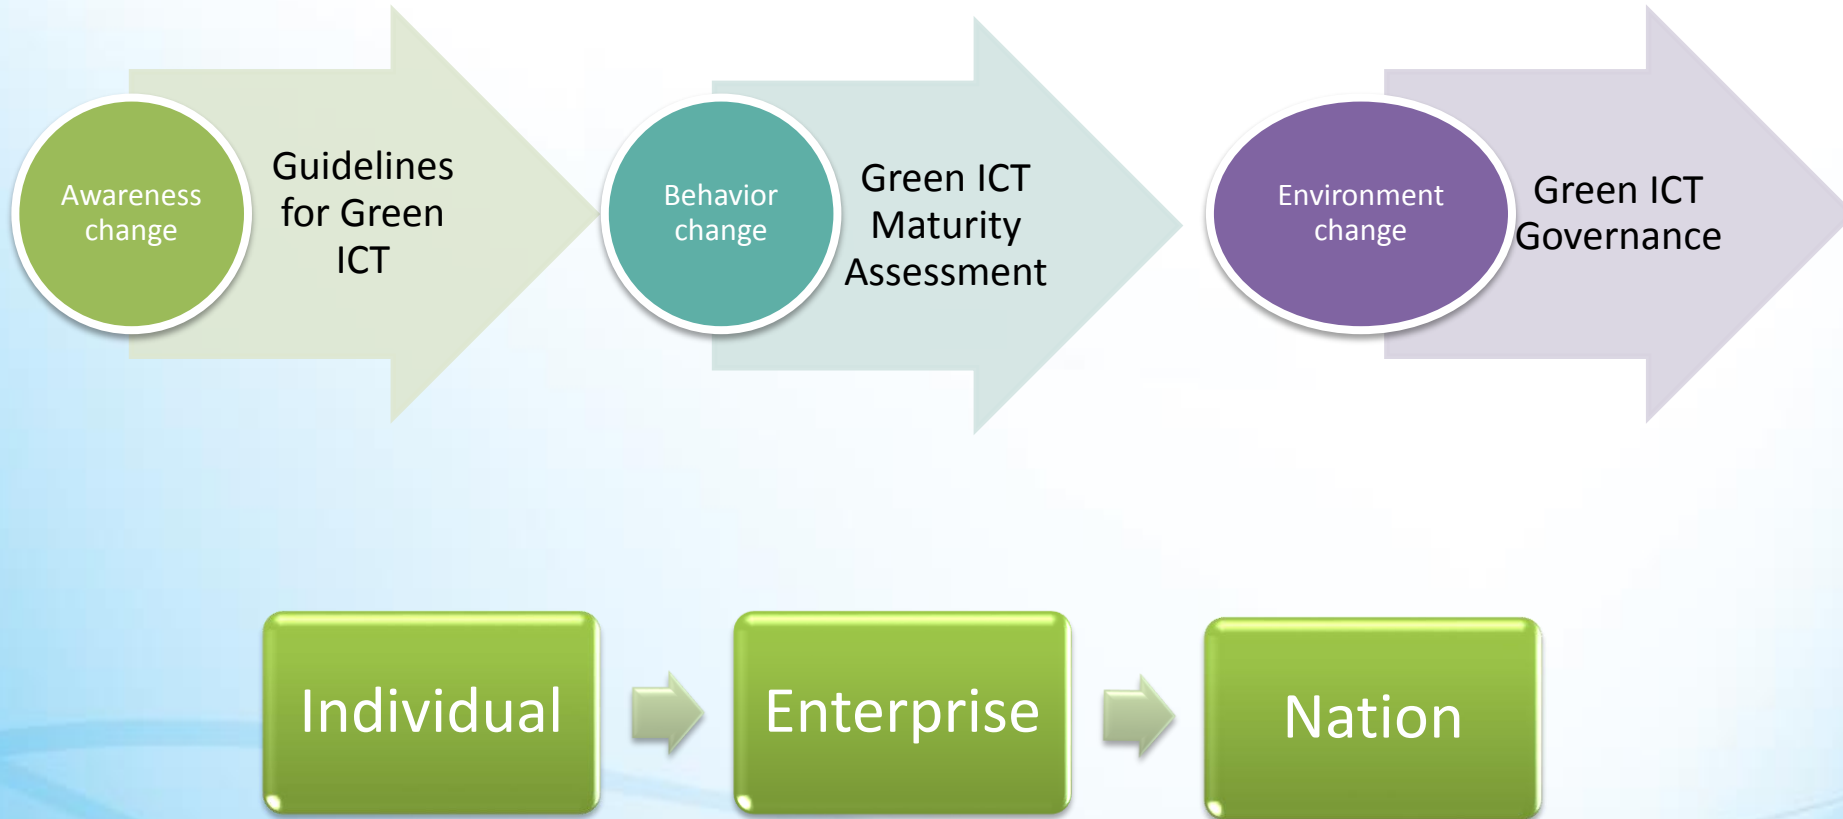 Awareness
change
Guidelines
for Green
ICT
Behavior
change
Green ICT
Maturity
Assessment
Environment
change
Green ICT
Governance
Individual
Enterprise
Nation